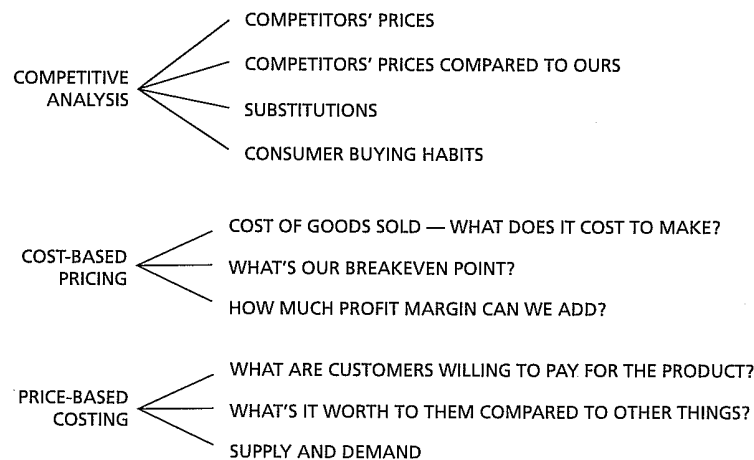 COMPETITORS' PRICES
COMPETITIVE
ANALYSIS
COMPETITORS' PRICES COMPARED TO OURS
SUBSTITUTIONS
CONSUMER BUYING HABITS
COST-BASED
PRICING
COST OF GOODS SOLD — WHAT DOES IT COST TO MAKE?
WHAT'S OUR BREAKEVEN POINT?
HOW MUCH PROFIT MARGIN CAN WE ADD?
PRICE-BASED
COSTING
WHAT ARE CUSTOMERS WILLING TO PAY FOR THE PRODUCT?
WHAT'S IT WORTH TO THEM COMPARED TO OTHER THINGS?
SUPPLY AND DEMAND